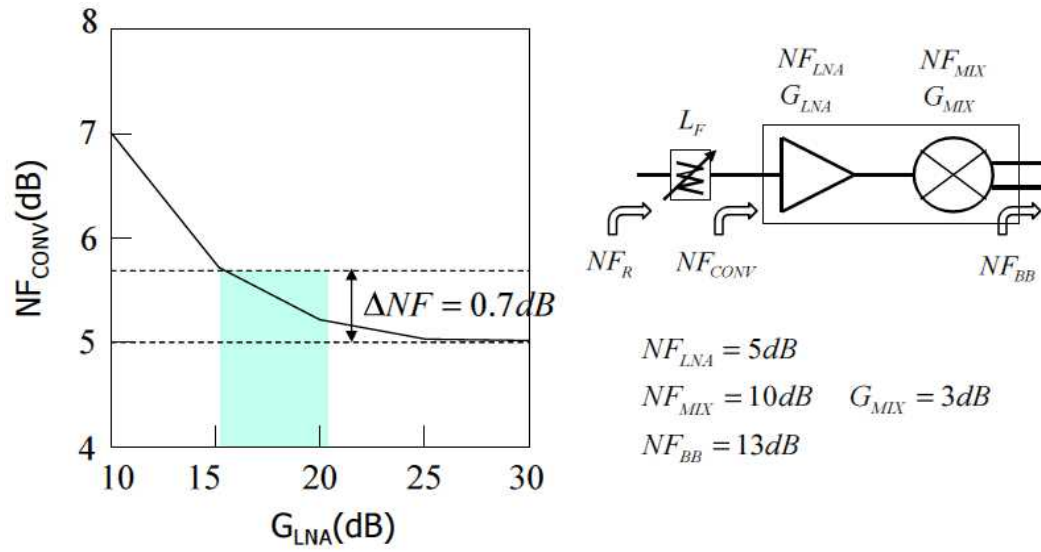 8
7
6
5
4
NF_CONV(dB)
10 15 20 25 30
G_LNA(dB)
ΔNF = 0.7dB
NF_LNA NF_MIX
G_LNA G_MIX
L_F
NF_R NF_CONV NF_BB
NF_LNA = 5dB
NF_MIX = 10dB G_MIX = 3dB
NF_BB = 13dB